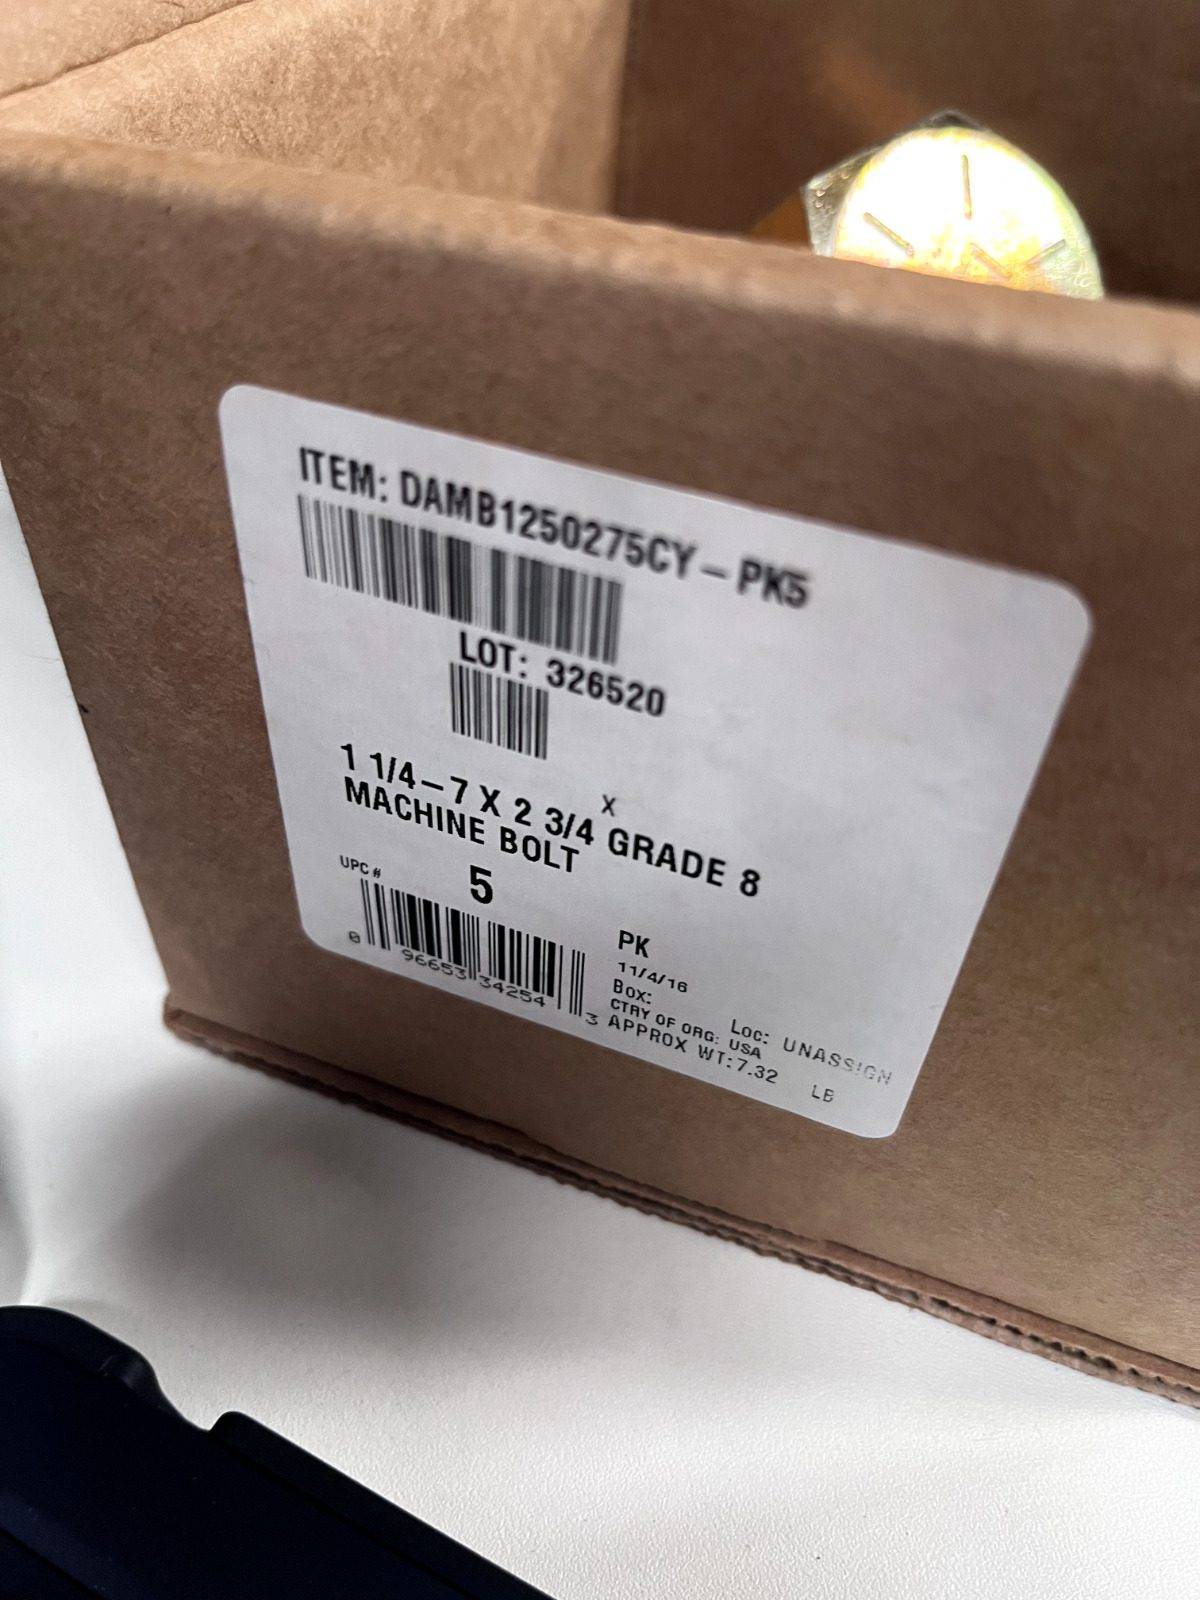 ITEM: DAMB1250275CY-PK5
LOT: 326520
X
1 1/4-7 X 2 3/4 GRADE 8
MACHINE BOLT
UPC # 5
0 96653 34254 3
PK
11/4/16
Box: Loc: UNASSIGN
CTRY OF ORG: USA
APPROX WT:7.32 LB